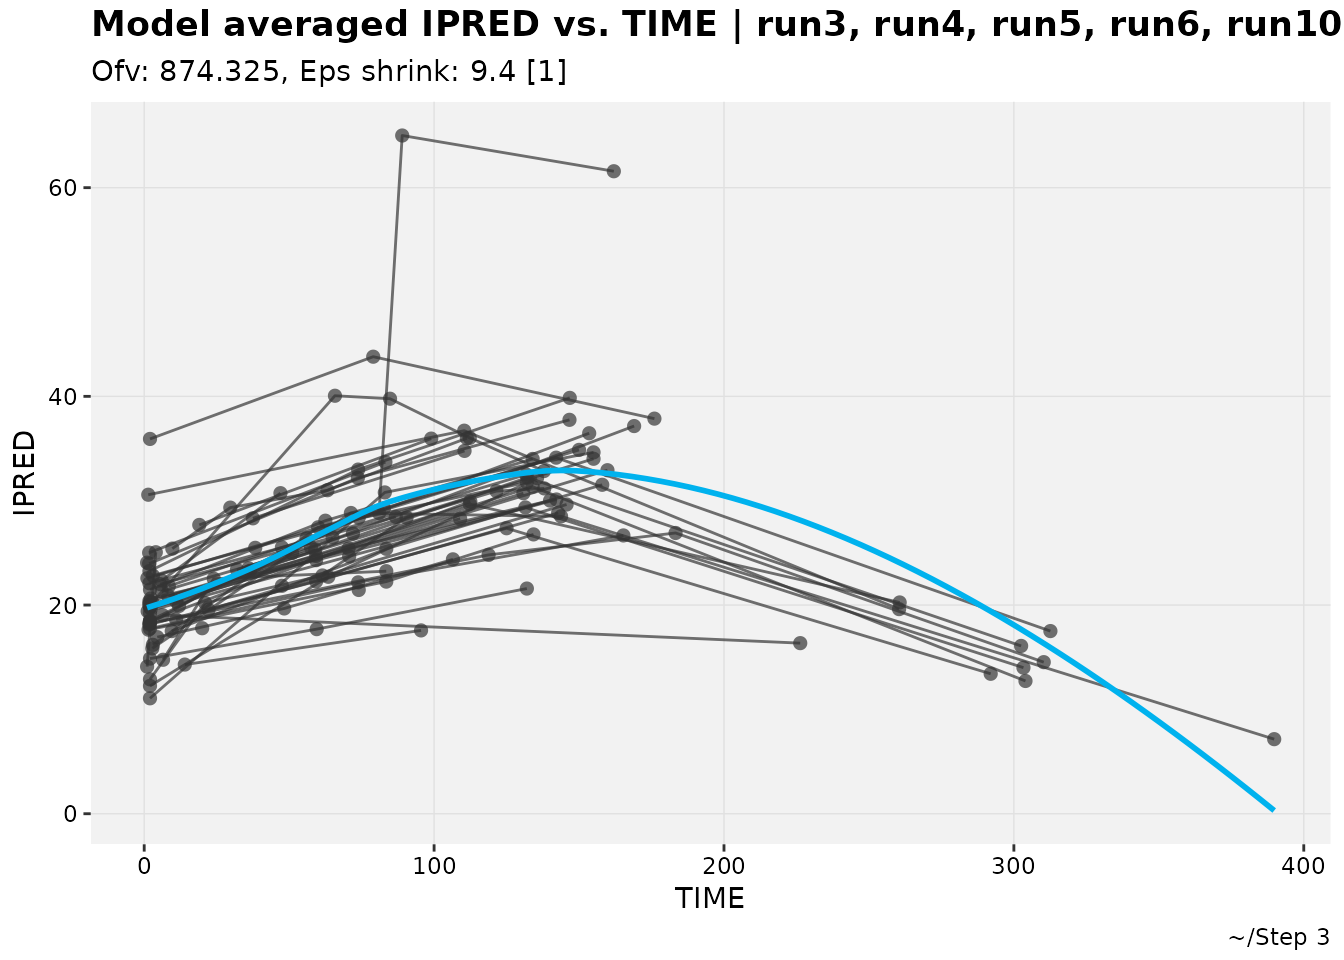 Model averaged IPRED vs. TIME | run3, run4, run5, run6, run10
Ofv: 874.325, Eps shrink: 9.4 [1]
60
40
20
0
IPRED
0 100 200 300 400
TIME
~/Step 3